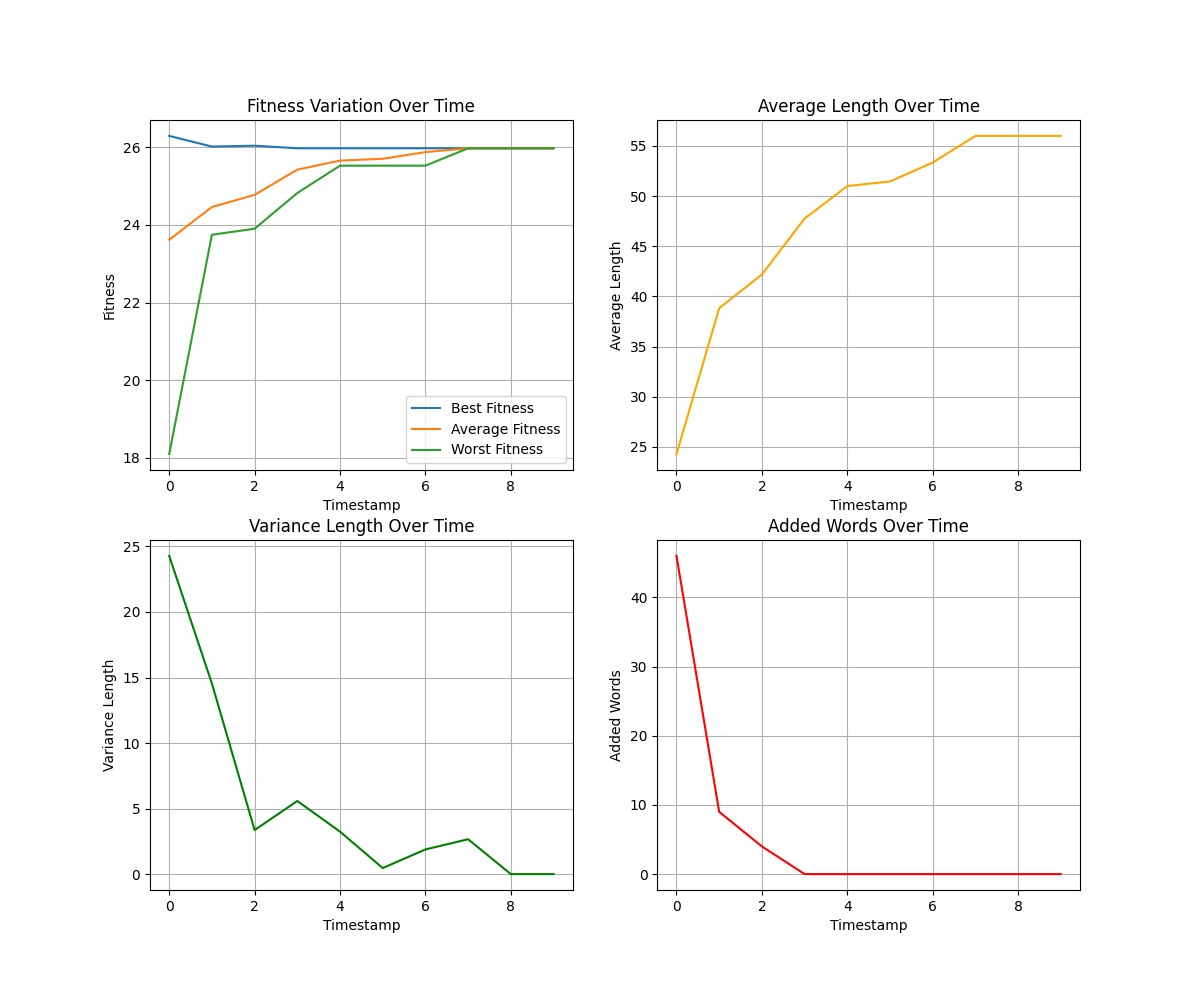 Fitness Variation Over Time
26
24
22
20
18
Fitness
Best Fitness
Average Fitness
Worst Fitness
0 2 4 6 8
Timestamp
Average Length Over Time
55
50
45
40
35
30
25
Average Length
0 2 4 6 8
Timestamp
Variance Length Over Time
25
20
15
10
5
0
Variance Length
0 2 4 6 8
Timestamp
Added Words Over Time
40
30
20
10
0
Added Words
0 2 4 6 8
Timestamp